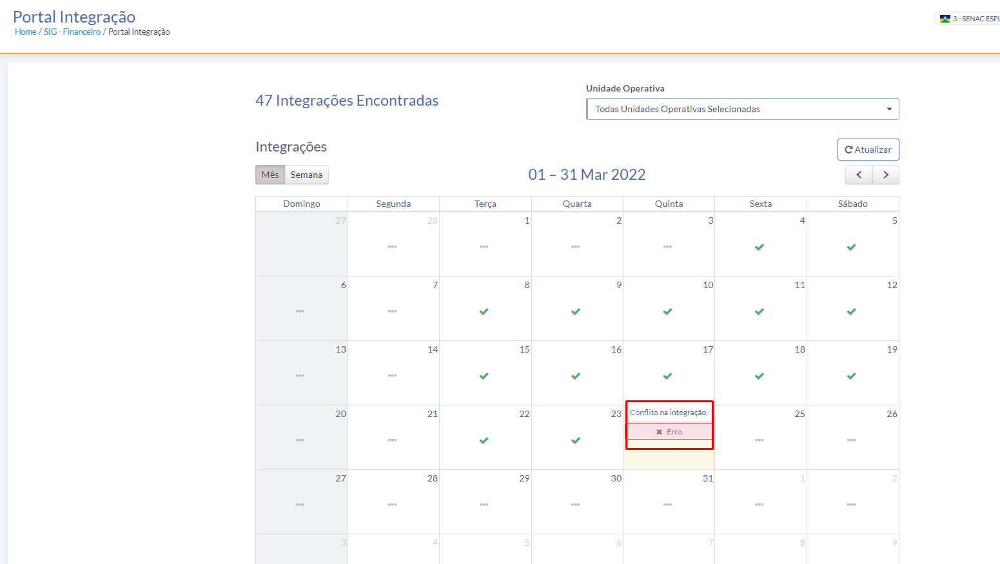 Portal Integração
Home / SIG - Financeiro / Portal Integração
3 - SENAC ESPL
47 Integrações Encontradas
Unidade Operativa
Todas Unidades Operativas Selecionadas
Integrações
Atualizar
Mês Semana
01 – 31 Mar 2022
Domingo Segunda Terça Quarta Quinta Sexta Sábado
27 28 1 2 3 4 5
6 7 8 9 10 11 12
13 14 15 16 17 18 19
20 21 22 23 Conflito na integração. 25 26
Erro
27 28 29 30 31 1 2
3 4 5 6 7 8 9